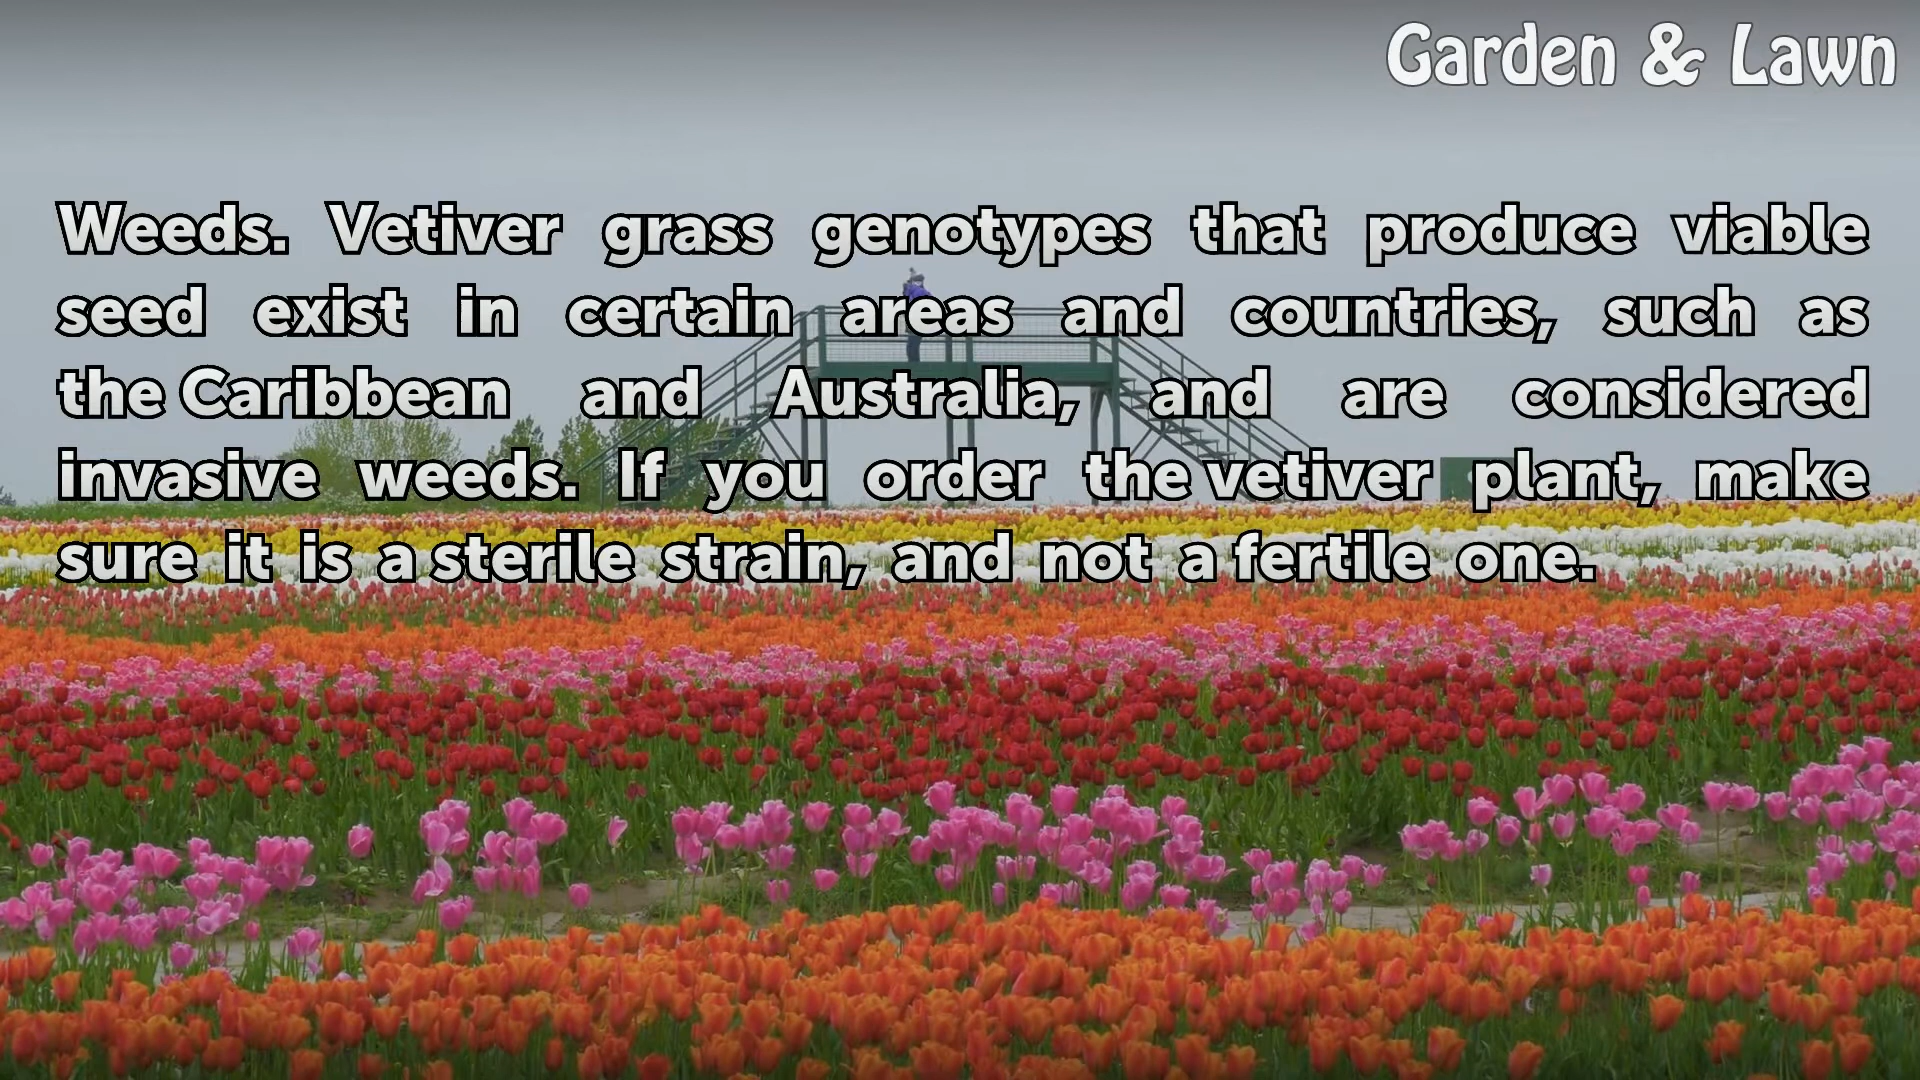 Garden & Lawn
Weeds. Vetiver grass genotypes that produce viable
seed exist in certain areas and countries, such as
the Caribbean and Australia, and are considered
invasive weeds. If you order the vetiver plant, make
sure it is a sterile strain, and not a fertile one.